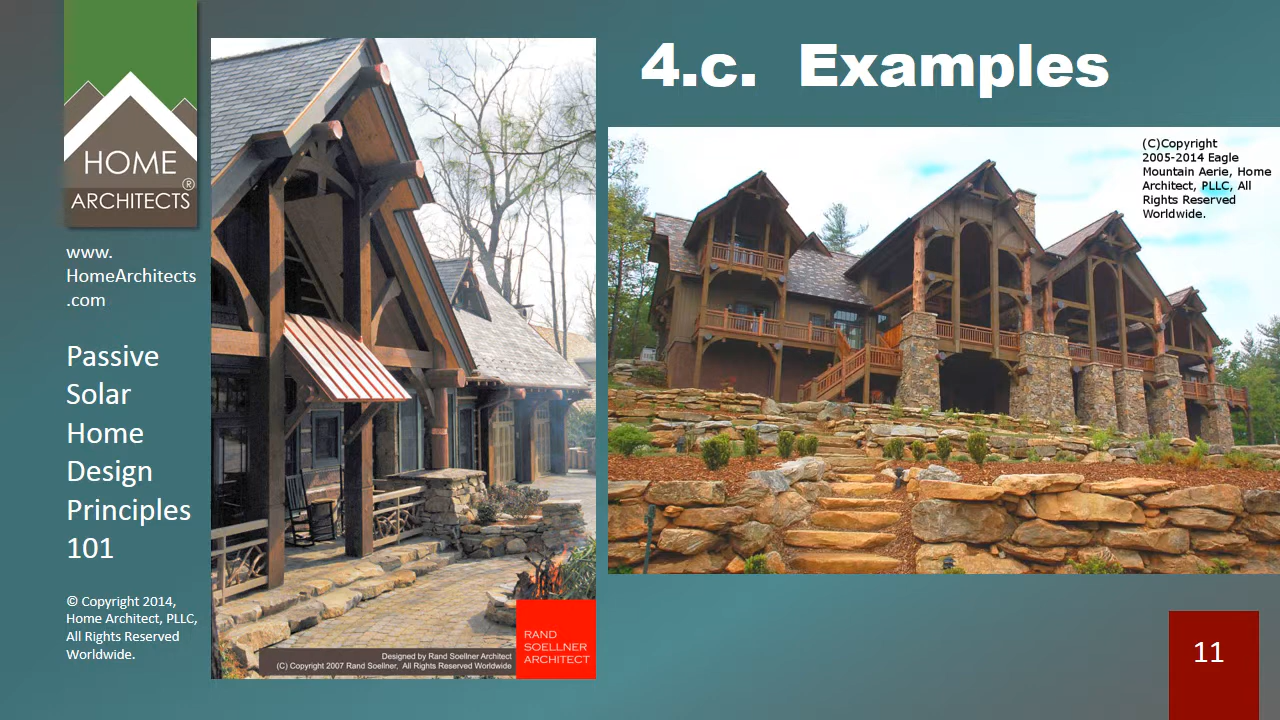 HOME
ARCHITECTS®
www.
HomeArchitects
.com
Passive
Solar
Home
Design
Principles
101
© Copyright 2014,
Home Architect, PLLC,
All Rights Reserved
Worldwide.
RAND
SOELLNER
ARCHITECT
Designed by Rand Soellner Architect
(C) Copyright 2007 Rand Soellner, All Rights Reserved Worldwide
4.c. Examples
(C)Copyright
2005-2014 Eagle
Mountain Aerie, Home
Architect, PLLC, All
Rights Reserved
Worldwide.
11